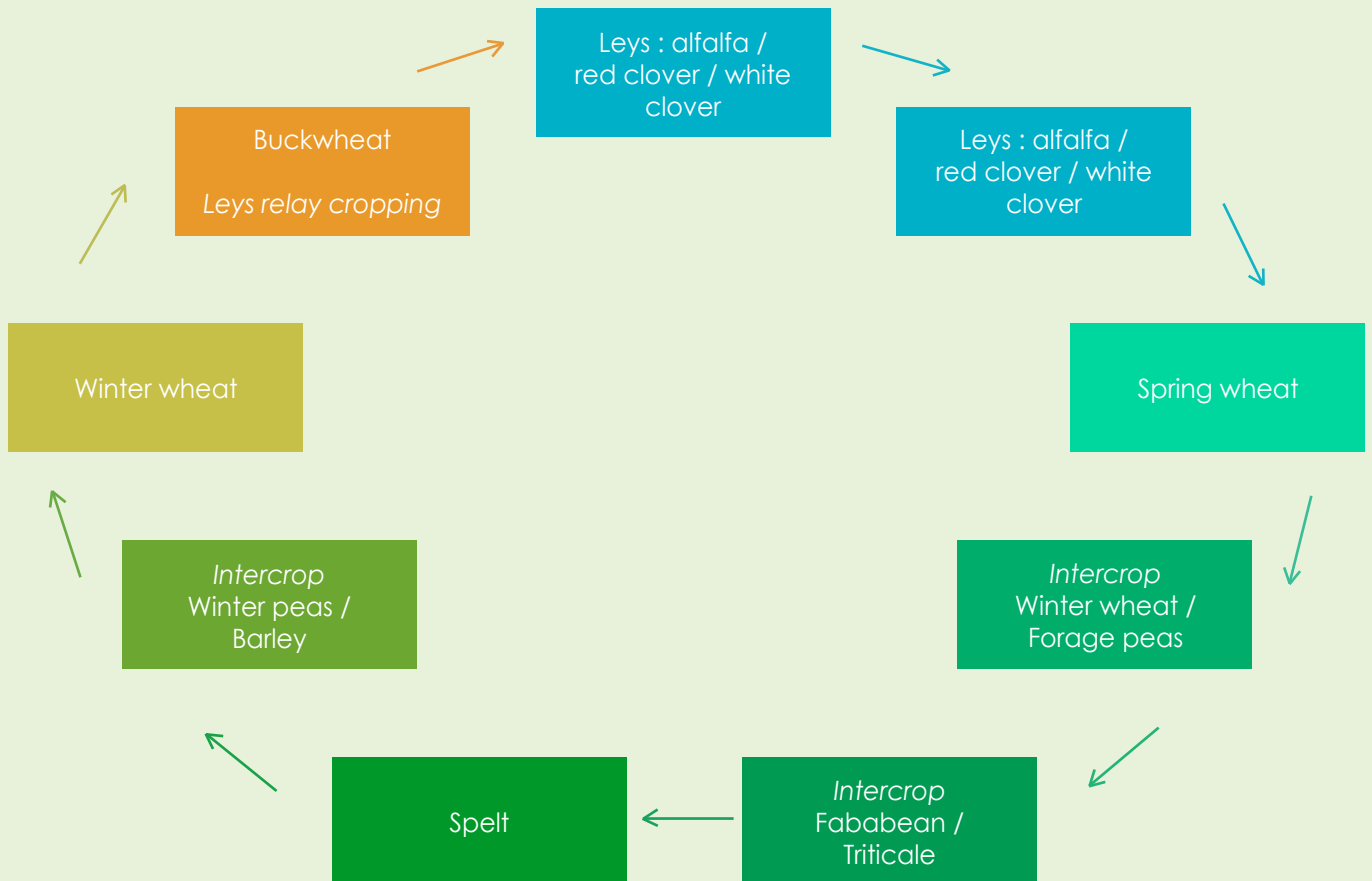 Leys : alfalfa /
red clover / white
clover
Leys : alfalfa /
red clover / white
clover
Spring wheat
Intercrop
Winter wheat /
Forage peas
Intercrop
Fababean /
Triticale
Spelt
Intercrop
Winter peas /
Barley
Winter wheat
Buckwheat
Leys relay cropping